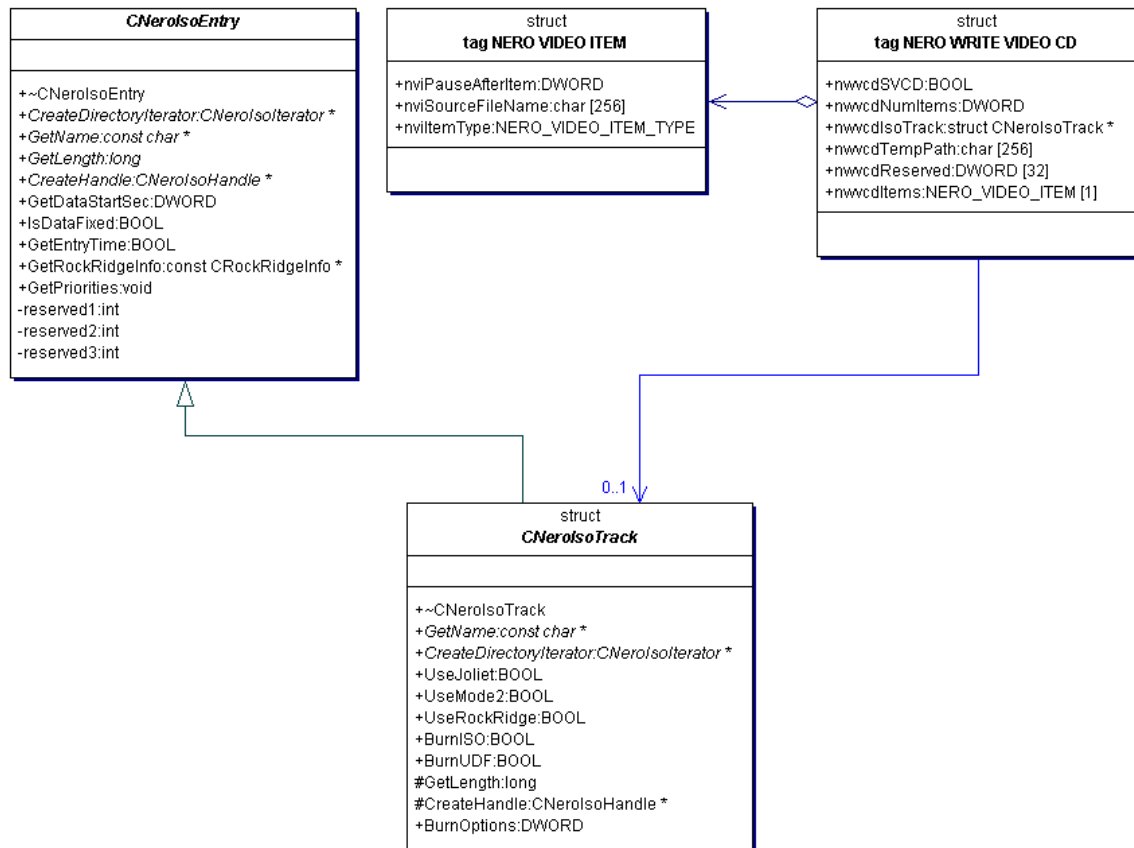 CNeroIsoEntry
+~CNeroIsoEntry
+CreateDirectoryIterator:CNeroIsoIterator *
+GetName:const char *
+GetLength:long
+CreateHandle:CNeroIsoHandle *
+GetDataStartSec:DWORD
+IsDataFixed:BOOL
+GetEntryTime:BOOL
+GetRockRidgeInfo:const CRockRidgeInfo *
+GetPriorities:void
-reserved1:int
-reserved2:int
-reserved3:int
struct
tag NERO VIDEO ITEM
+nviPauseAfterItem:DWORD
+nviSourceFileName:char [256]
+nviItemType:NERO_VIDEO_ITEM_TYPE
struct
tag NERO WRITE VIDEO CD
+nwvcdSVCD:BOOL
+nwvcdNumItems:DWORD
+nwvcdIsoTrack:struct CNeroIsoTrack *
+nwvcdTempPath:char [256]
+nwvcdReserved:DWORD [32]
+nwvcdItems:NERO_VIDEO_ITEM [1]
0..1
struct
CNeroIsoTrack
+~CNeroIsoTrack
+GetName:const char *
+CreateDirectoryIterator:CNeroIsoIterator *
+UseJoliet:BOOL
+UseMode2:BOOL
+UseRockRidge:BOOL
+BurnISO:BOOL
+BurnUDF:BOOL
#GetLength:long
#CreateHandle:CNeroIsoHandle *
+BurnOptions:DWORD